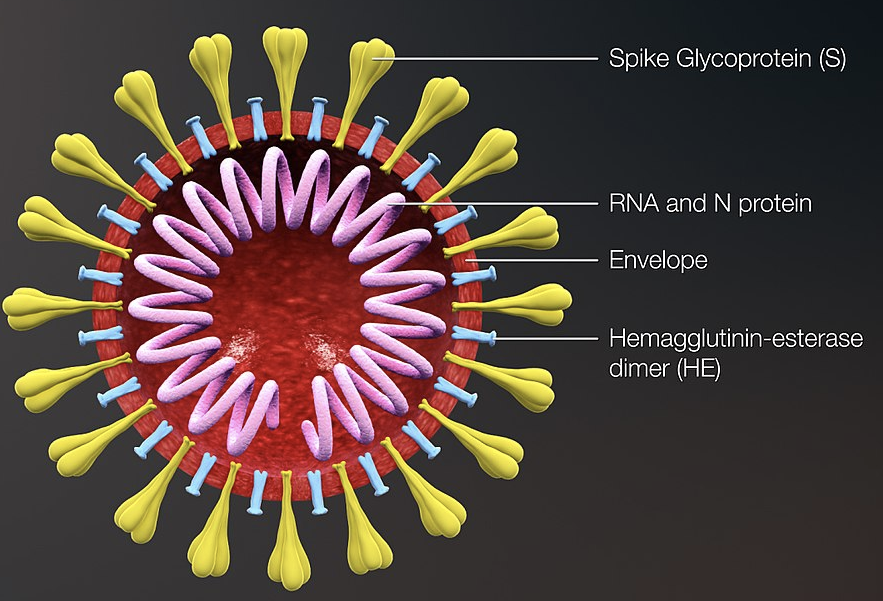 Spike Glycoprotein (S)
RNA and N protein
Envelope
Hemagglutinin-esterase
dimer (HE)